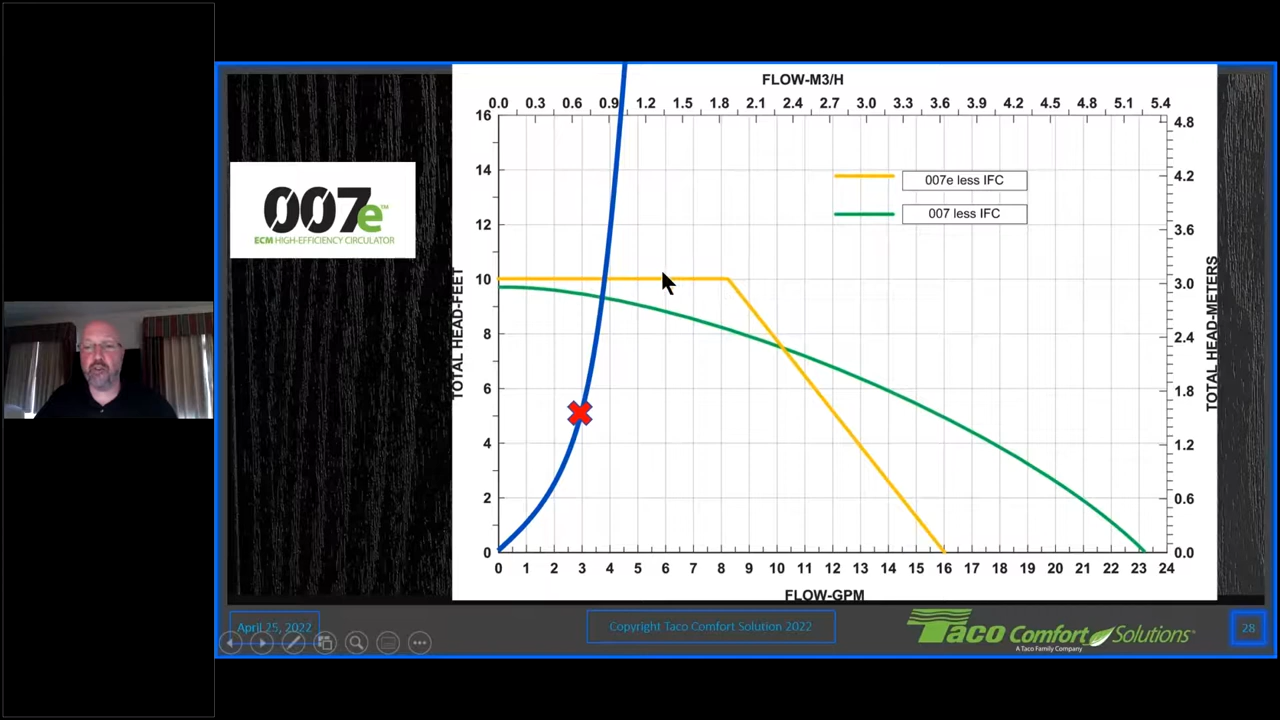 FLOW-M3/H
0.0 0.3 0.6 0.9 1.2 1.5 1.8 2.1 2.4 2.7 3.0 3.3 3.6 3.9 4.2 4.5 4.8 5.1 5.4
16
14
12
10
8
6
4
2
0
TOTAL HEAD-FEET
007e less IFC
007 less IFC
4.8
4.2
3.6
3.0
2.4
1.8
1.2
0.6
0.0
TOTAL HEAD-METERS
0 1 2 3 4 5 6 7 8 9 10 11 12 13 14 15 16 17 18 19 20 21 22 23 24
FLOW-GPM
007e™
ECM HIGH-EFFICIENCY CIRCULATOR
April 25, 2022
Copyright Taco Comfort Solution 2022
Taco Comfort Solutions®
A Taco Family Company
28